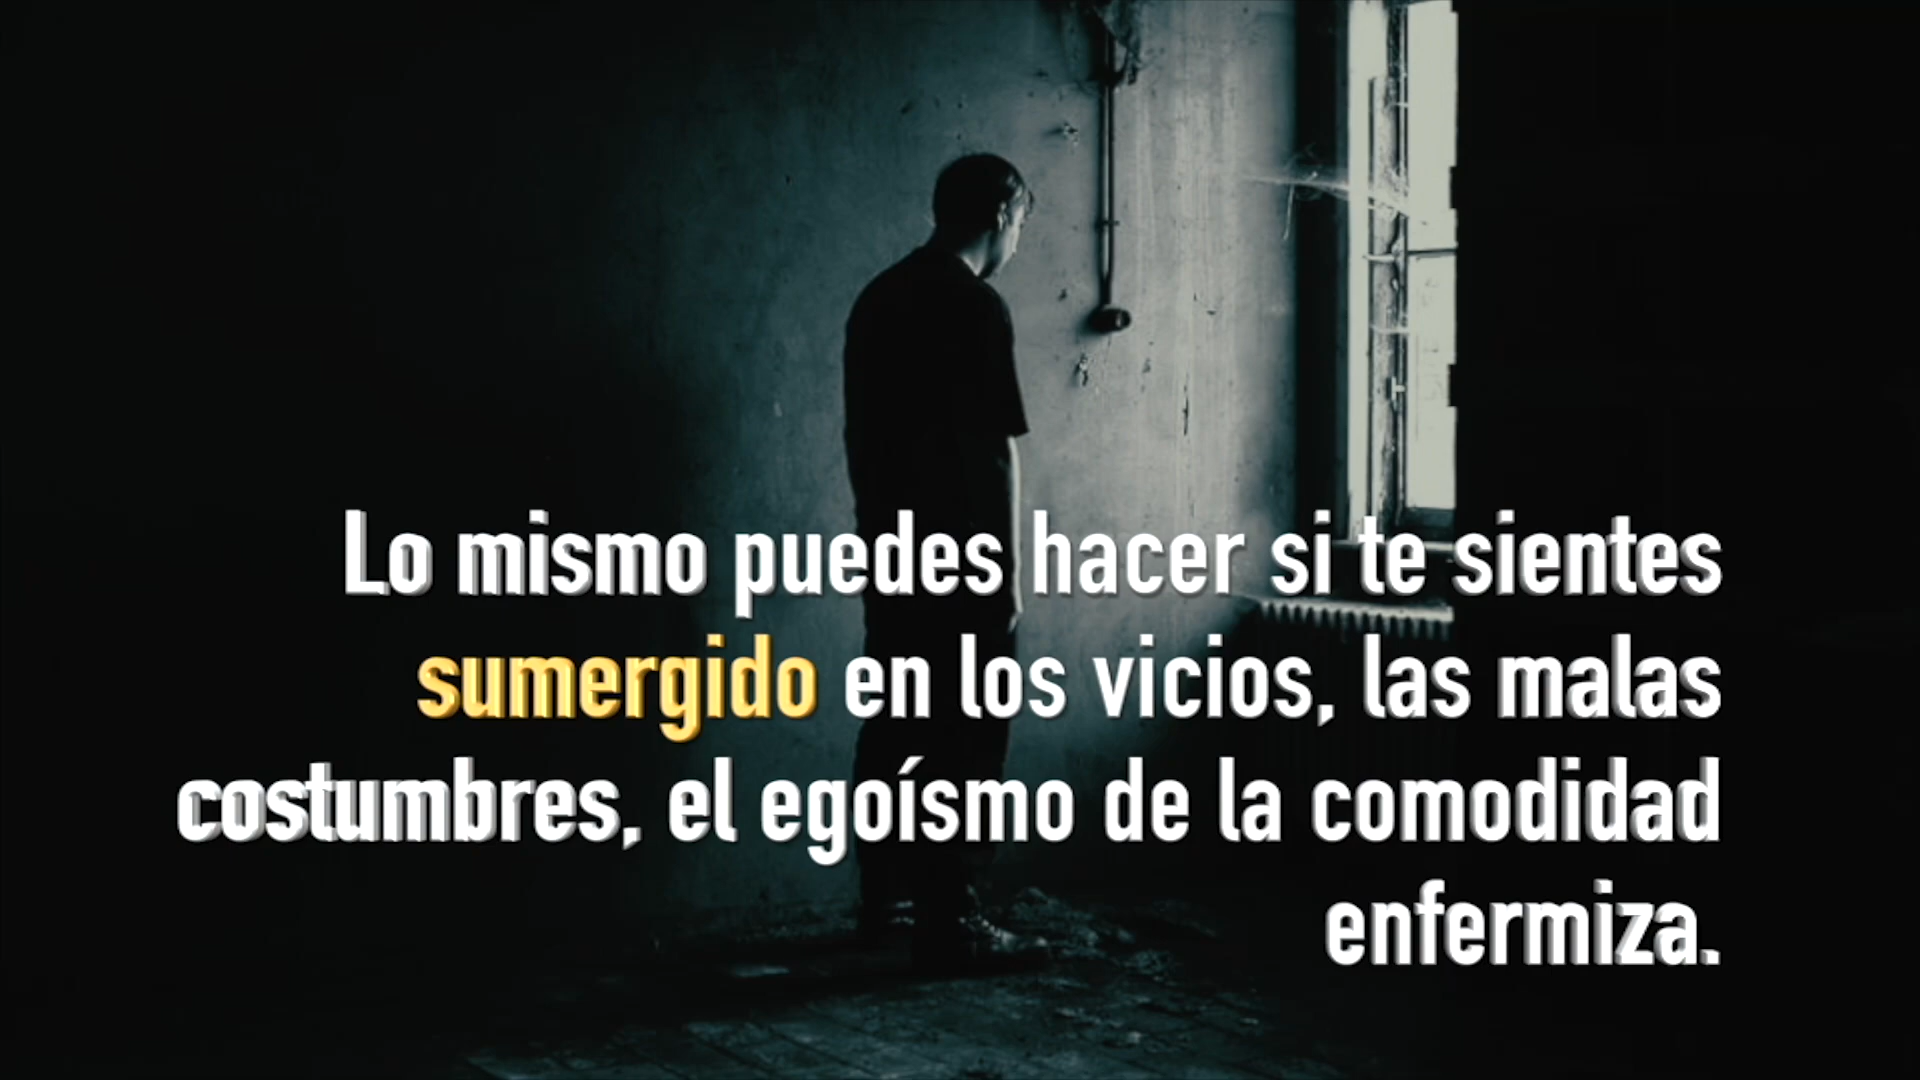 Lo mismo puedes hacer si te sientes
sumergido en los vicios, las malas
costumbres, el egoísmo de la comodidad
enfermiza.